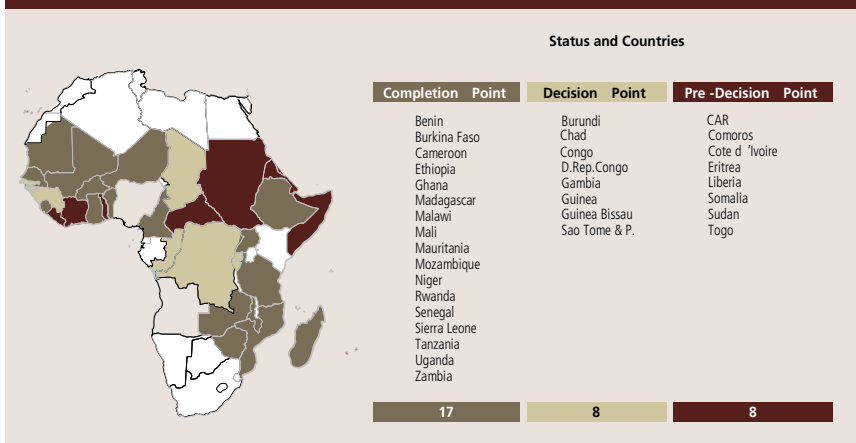 Status and Countries
Completion Point
Decision Point
Pre -Decision Point
Benin
Burkina Faso
Cameroon
Ethiopia
Ghana
Madagascar
Malawi
Mali
Mauritania
Mozambique
Niger
Rwanda
Senegal
Sierra Leone
Tanzania
Uganda
Zambia
Burundi
Chad
Congo
D.Rep.Congo
Gambia
Guinea
Guinea Bissau
Sao Tome & P.
CAR
Comoros
Cote d ’Ivoire
Eritrea
Liberia
Somalia
Sudan
Togo
17
8
8